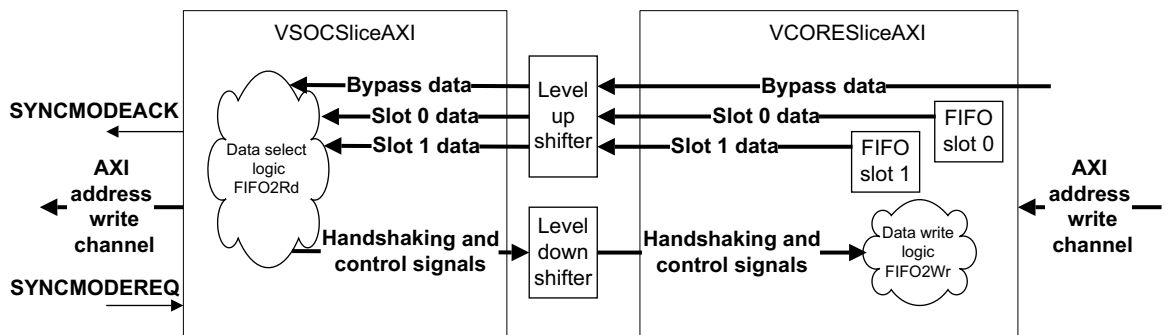 VSOCSliceAXI
VCORESliceAXI
SYNCMODEACK
AXI
address
write
channel
SYNCMODEREQ
Data select
logic
FIFO2Rd
Bypass data
Slot 0 data
Slot 1 data
Handshaking and
control signals
Level
up
shifter
Level
down
shifter
Bypass data
Slot 0 data
Slot 1 data
Handshaking and
control signals
FIFO
slot 0
FIFO
slot 1
Data write
logic
FIFO2Wr
AXI
address
write
channel